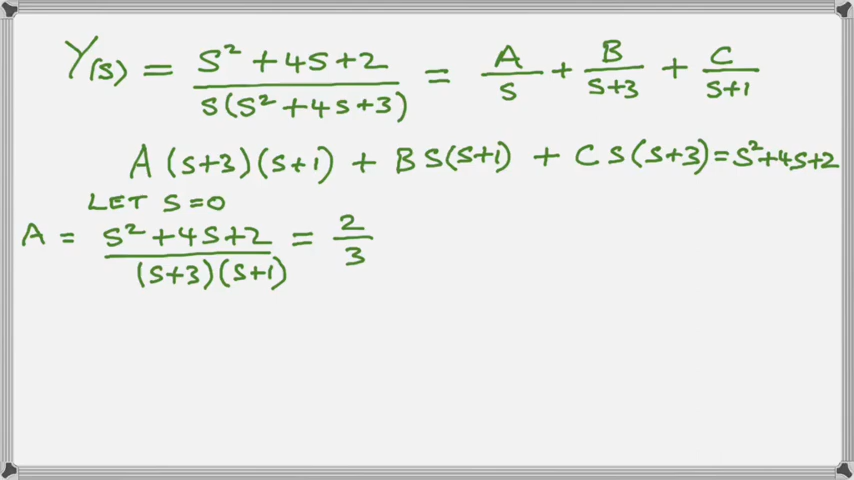 Y(s) = s² + 4s + 2 / s(s² + 4s + 3) = A/s + B/s+3 + C/s+1
A (s+3)(s+1) + B s(s+1) + C s(s+3) = s² + 4s + 2
LET s = 0
A = s² + 4s + 2 / (s+3)(s+1) = 2/3